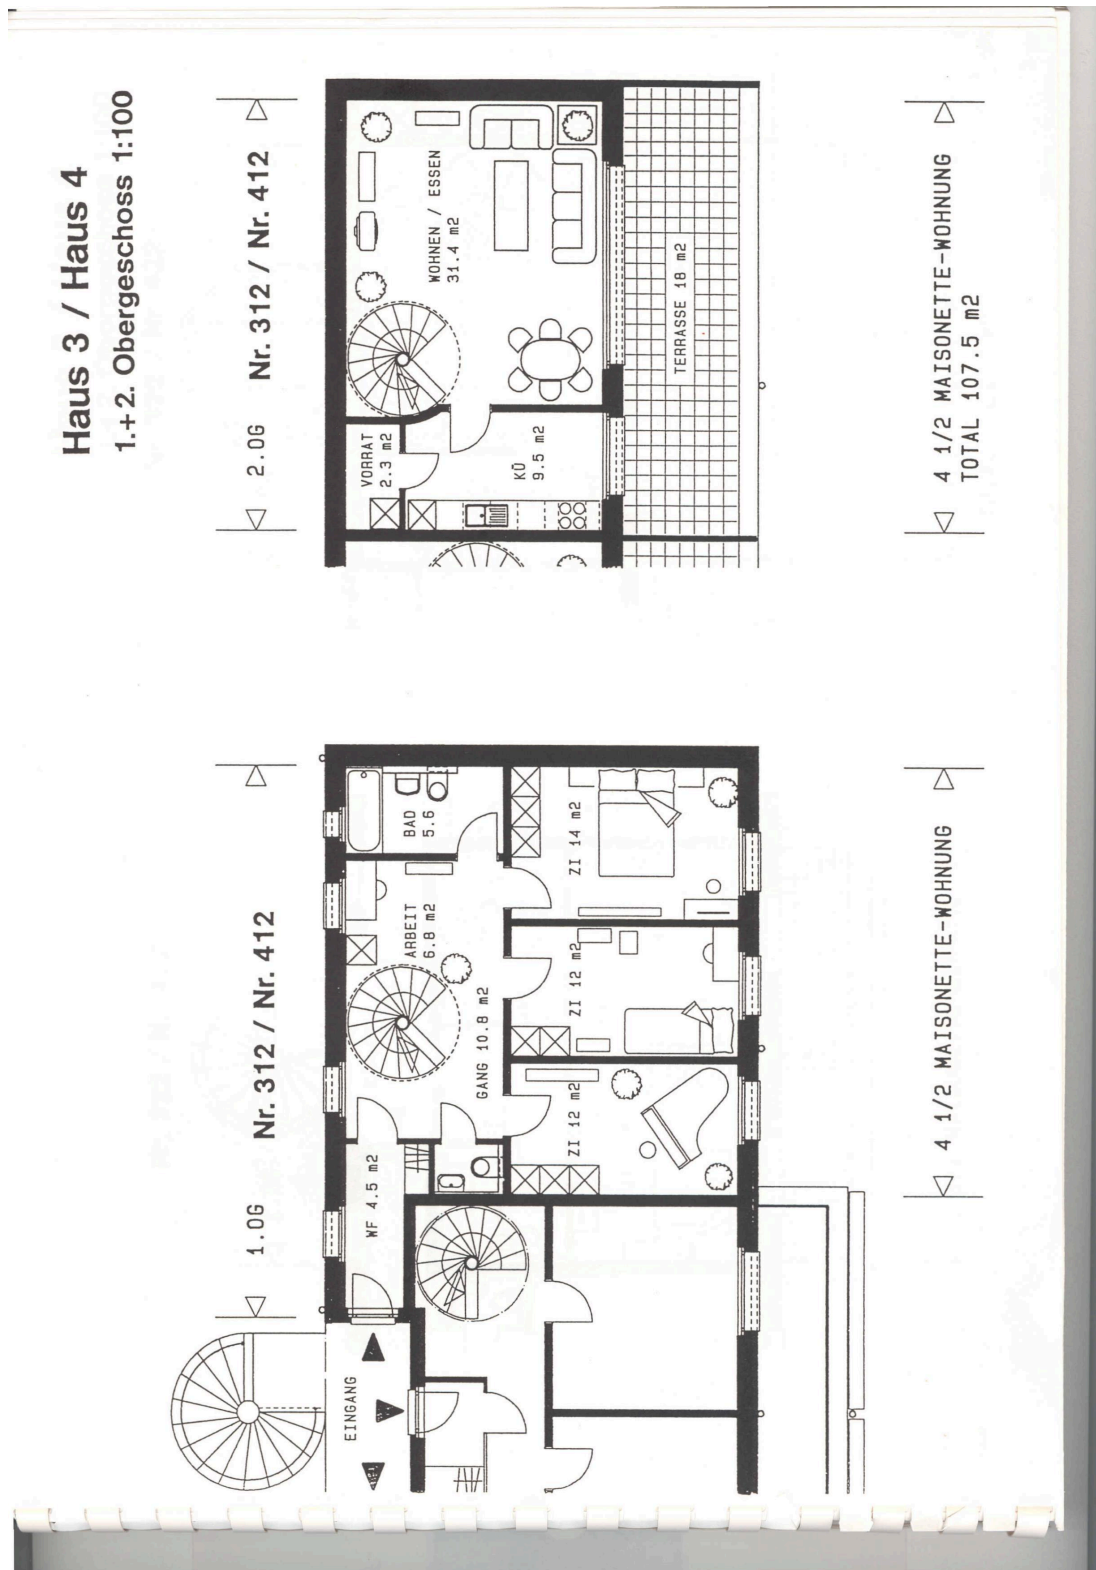 Haus 3 / Haus 4
1.+2. Obergeschoss 1:100
1.OG
Nr. 312 / Nr. 412
2.OG
Nr. 312 / Nr. 412
EINGANG
WF 4.5 m2
GANG 10.8 m2
ARBEIT
6.8 m2
BAD
5.6
ZI 12 m2
ZI 12 m2
ZI 14 m2
VORRAT
2.3 m2
KÜ
9.5 m2
WOHNEN / ESSEN
31.4 m2
TERRASSE 18 m2
4 1/2 MAISONETTE-WOHNUNG
4 1/2 MAISONETTE-WOHNUNG
TOTAL 107.5 m2